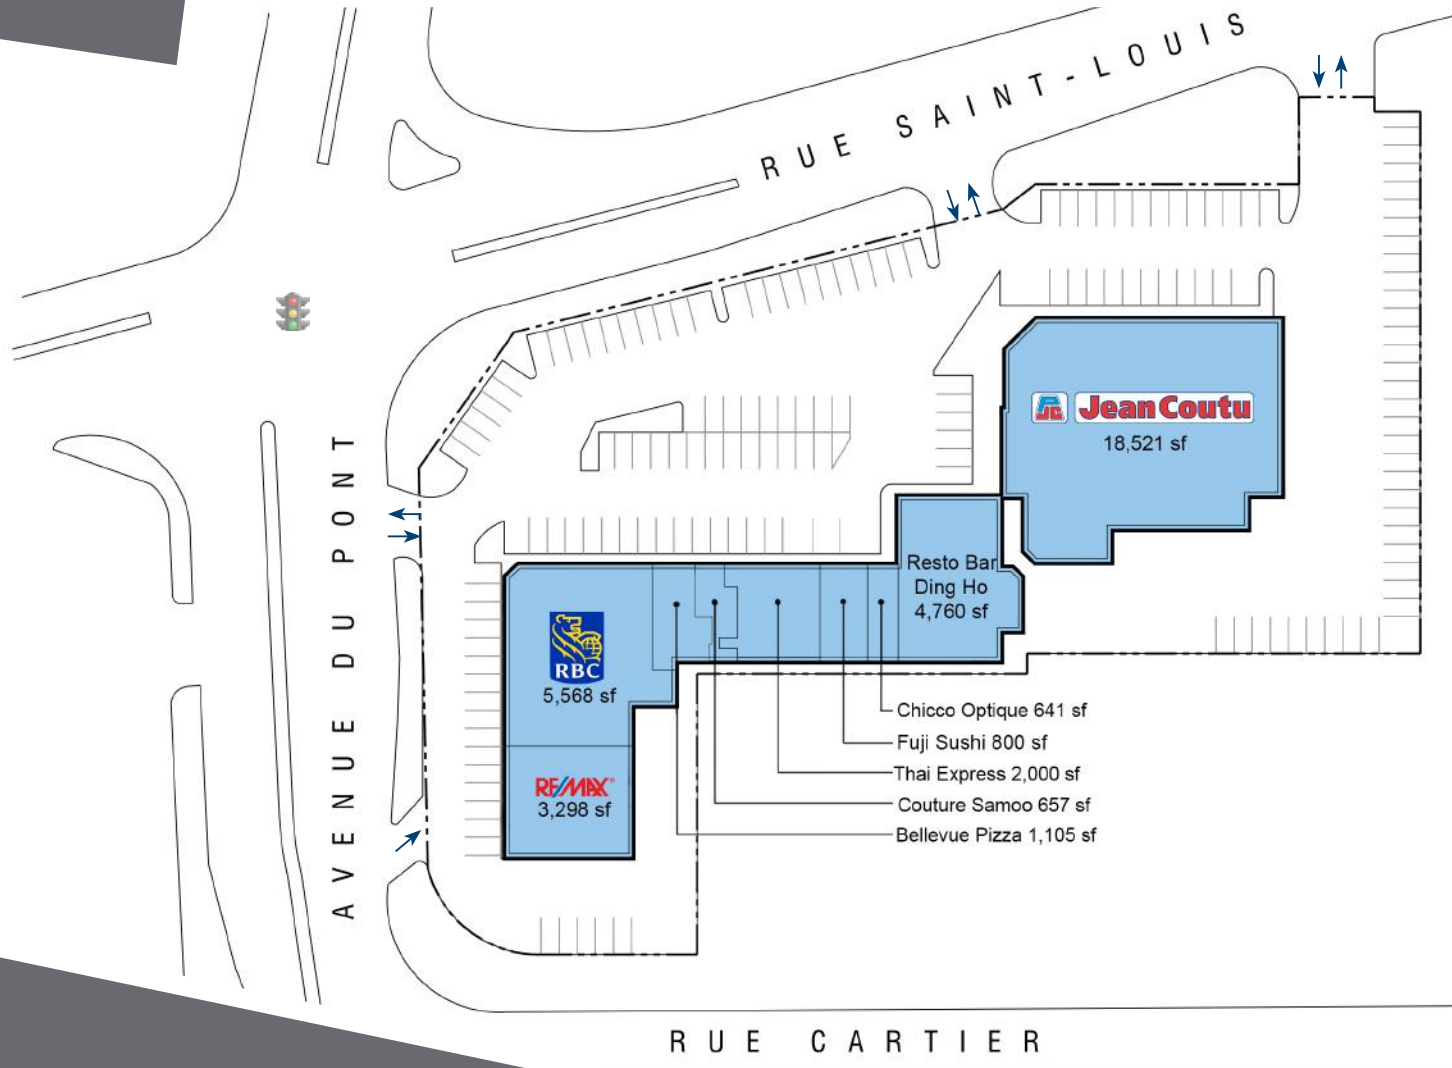 RUE SAINT-LOUIS
PJC Jean Coutu
18,521 sf
AVENUE DU PONT
Resto Bar
Ding Ho
4,760 sf
RBC
5,568 sf
RE/MAX®
3,298 sf
Chicco Optique 641 sf
Fuji Sushi 800 sf
Thai Express 2,000 sf
Couture Samoo 657 sf
Bellevue Pizza 1,105 sf
RUE CARTIER